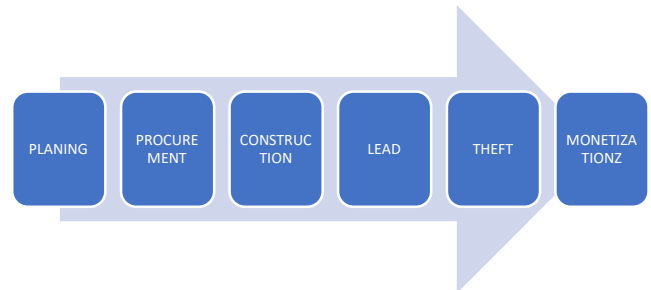 PLANING
PROCURE
MENT
CONSTRUC
TION
LEAD
THEFT
MONETIZA
TIONZ